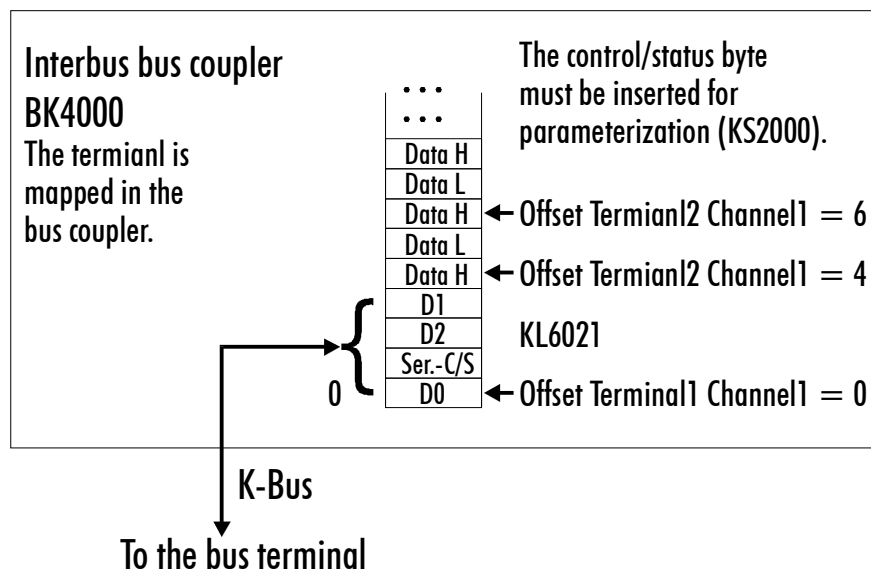 Interbus bus coupler
BK4000
The termianl is
mapped in the
bus coupler.
The control/status byte
must be inserted for
parameterization (KS2000).
...
...
Data H
Data L
Data H
Offset Termianl2 Channel1 = 6
Data L
Data H
Offset Termianl2 Channel1 = 4
D1
D2
KL6021
Ser.-C/S
0
D0
Offset Terminal1 Channel1 = 0
K-Bus
To the bus terminal